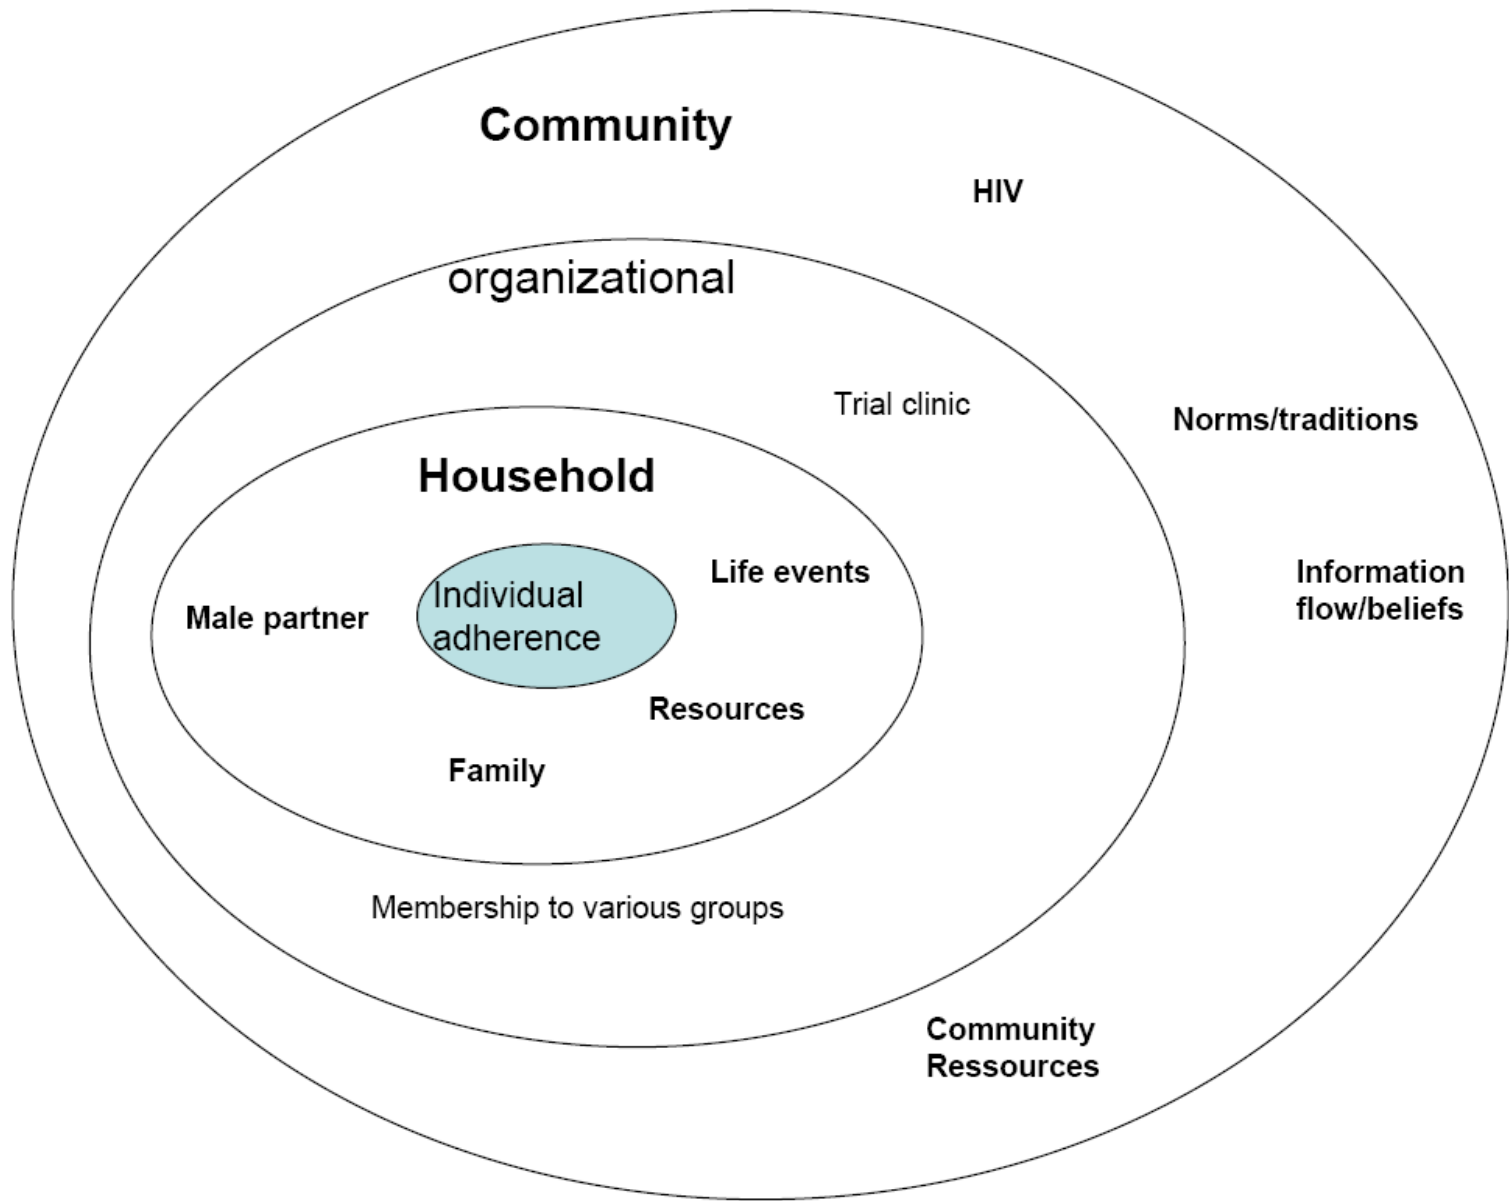 Community
HIV
organizational
Trial clinic
Norms/traditions
Household
Life events
Information
flow/beliefs
Individual
adherence
Male partner
Resources
Family
Membership to various groups
Community
Ressources